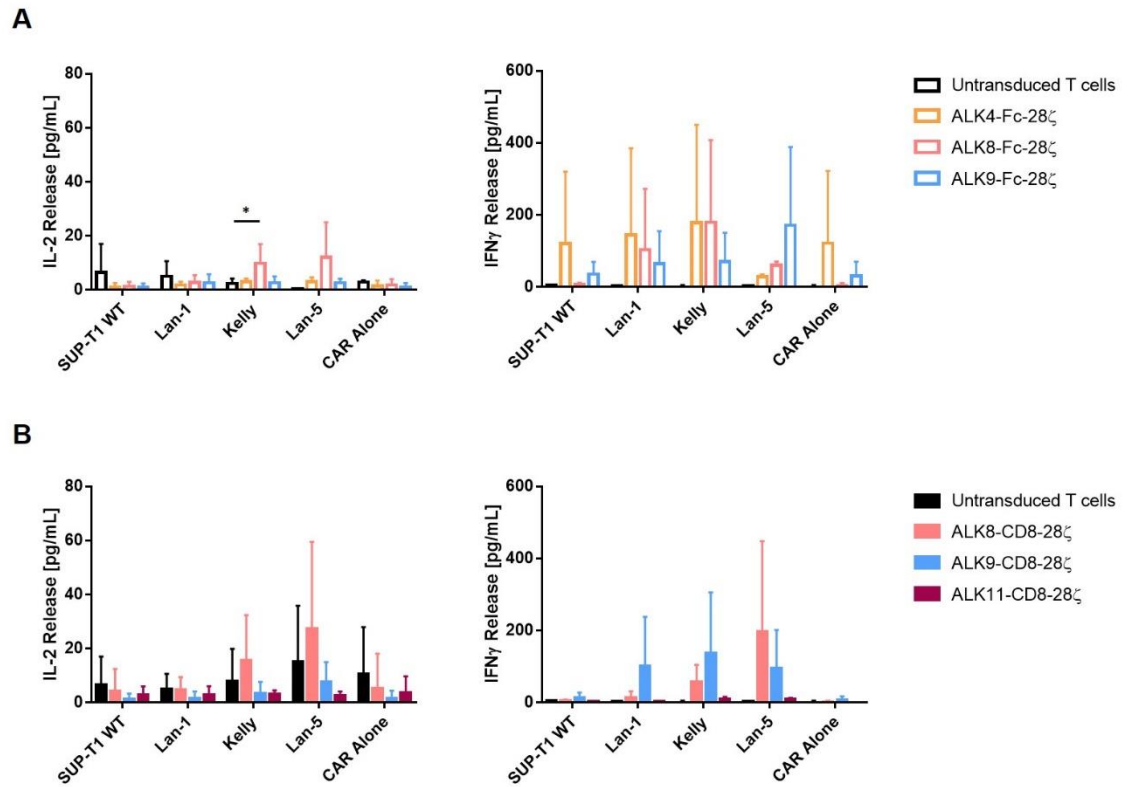 A
IL-2 Release [pg/mL]
80
60
40
20
0
*
SUP-T1 WT
Lan-1
Kelly
Lan-5
CAR Alone
IFNγ Release [pg/mL]
600
400
200
0
SUP-T1 WT
Lan-1
Kelly
Lan-5
CAR Alone
Untransduced T cells
ALK4-Fc-28ζ
ALK8-Fc-28ζ
ALK9-Fc-28ζ
B
IL-2 Release [pg/mL]
80
60
40
20
0
SUP-T1 WT
Lan-1
Kelly
Lan-5
CAR Alone
IFNγ Release [pg/mL]
600
400
200
0
SUP-T1 WT
Lan-1
Kelly
Lan-5
CAR Alone
Untransduced T cells
ALK8-CD8-28ζ
ALK9-CD8-28ζ
ALK11-CD8-28ζ